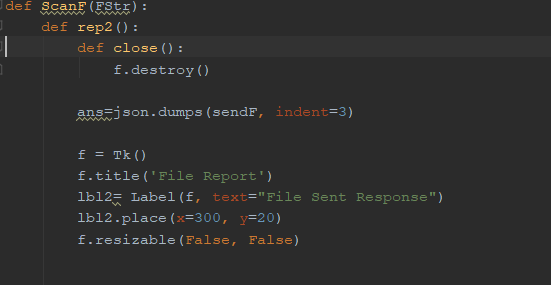 def ScanF(FStr):
    def rep2():
        def close():
            f.destroy()
        ans=json.dumps(sendF, indent=3)
        f = Tk()
        f.title('File Report')
        lbl2= Label(f, text="File Sent Response")
        lbl2.place(x=300, y=20)
        f.resizable(False, False)